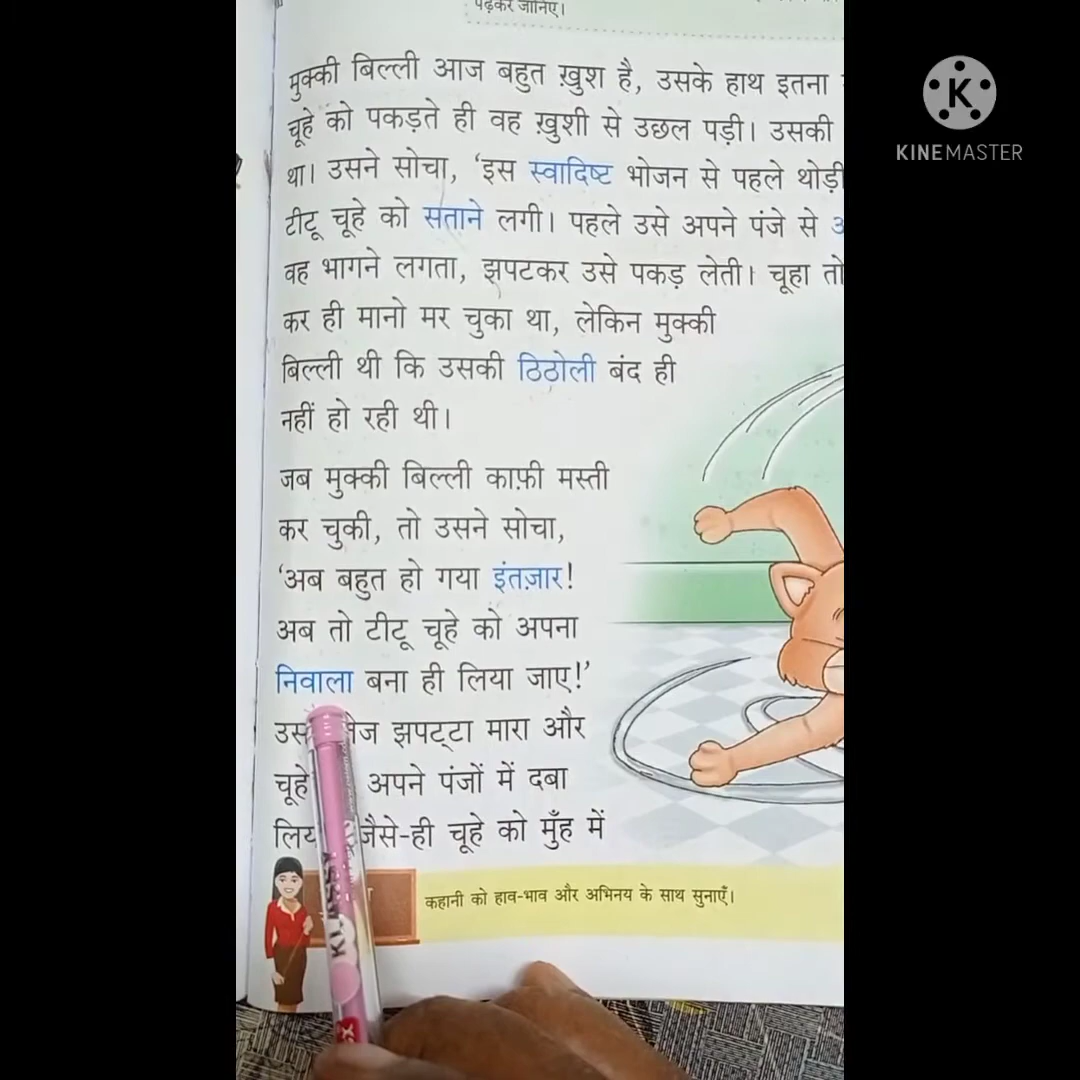 पढ़कर जानिए।
मुक्की बिल्ली आज बहुत ख़ुश है, उसके हाथ इतना
चूहे को पकड़ते ही वह ख़ुशी से उछल पड़ी। उसकी
था। उसने सोचा, ‘इस स्वादिष्ट भोजन से पहले थोड़ी
टीटू चूहे को सताने लगी। पहले उसे अपने पंजे से
वह भागने लगता, झपटकर उसे पकड़ लेती। चूहा तो
कर ही मानो मर चुका था, लेकिन मुक्की
बिल्ली थी कि उसकी ठिठोली बंद ही
नहीं हो रही थी।
जब मुक्की बिल्ली काफ़ी मस्ती
कर चुकी, तो उसने सोचा,
‘अब बहुत हो गया इंतज़ार!
अब तो टीटू चूहे को अपना
निवाला बना ही लिया जाए!’
झपट्टा मारा और
चूहे अपने पंजों में दबा
जैसे-ही चूहे को मुँह में
कहानी को हाव-भाव और अभिनय के साथ सुनाएँ।
KLASSY
K
KINEMASTER